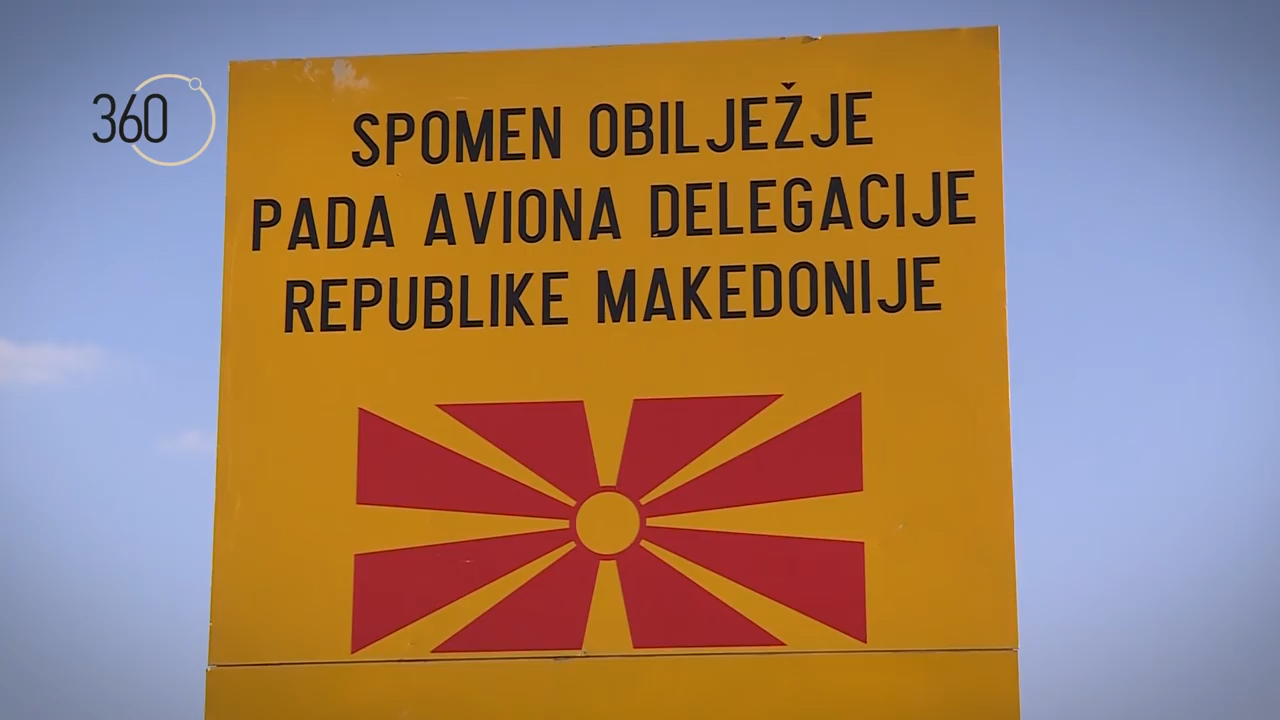 360
SPOMEN OBILJEŽJE
PADA AVIONA DELEGACIJE
REPUBLIKE MAKEDONIJE